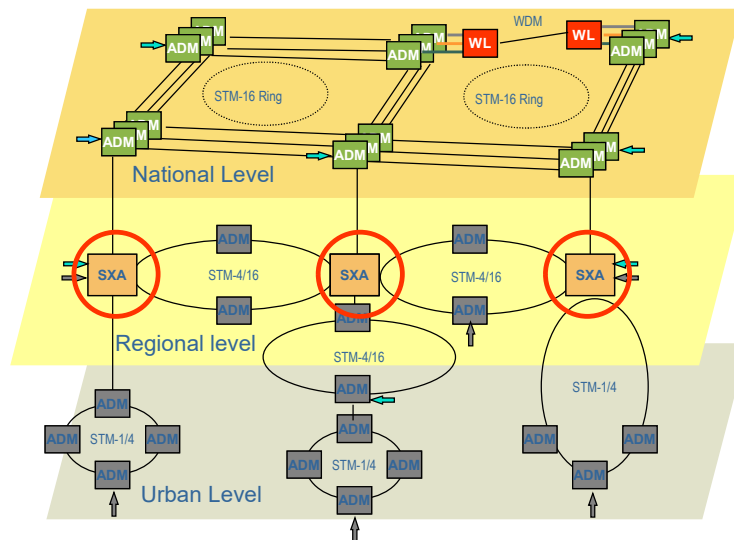 WDM
ADM M
ADM M
WL
WL
ADM M
STM-16 Ring
STM-16 Ring
ADM M
ADM M
ADM M
National Level
ADM
ADM
SXA
STM-4/16
SXA
STM-4/16
SXA
ADM
ADM
ADM
Regional level
STM-4/16
STM-1/4
ADM
ADM
ADM
ADM
STM-1/4
ADM
ADM
ADM
ADM
STM-1/4
ADM
ADM
ADM
ADM
Urban Level
ADM